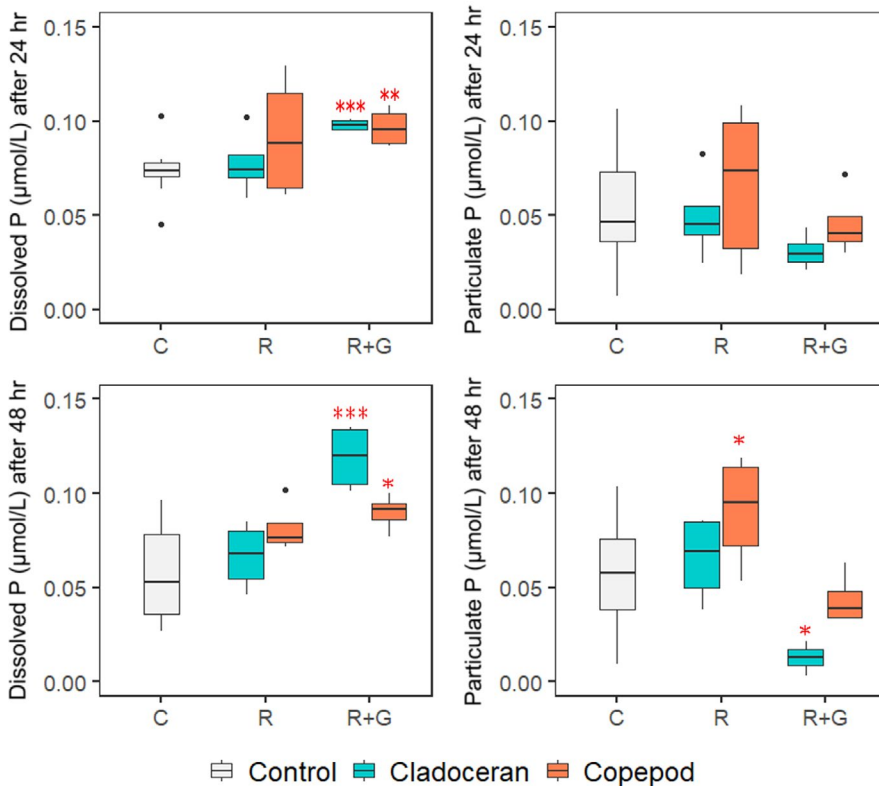 Dissolved P (µmol/L) after 24 hr
0.15
0.10
0.05
0.00
*** **
C R R+G
Particulate P (µmol/L) after 24 hr
0.15
0.10
0.05
0.00
C R R+G
Dissolved P (µmol/L) after 48 hr
0.15
0.10
0.05
0.00
***
*
C R R+G
Particulate P (µmol/L) after 48 hr
0.15
0.10
0.05
0.00
*
*
C R R+G
Control Cladoceran Copepod